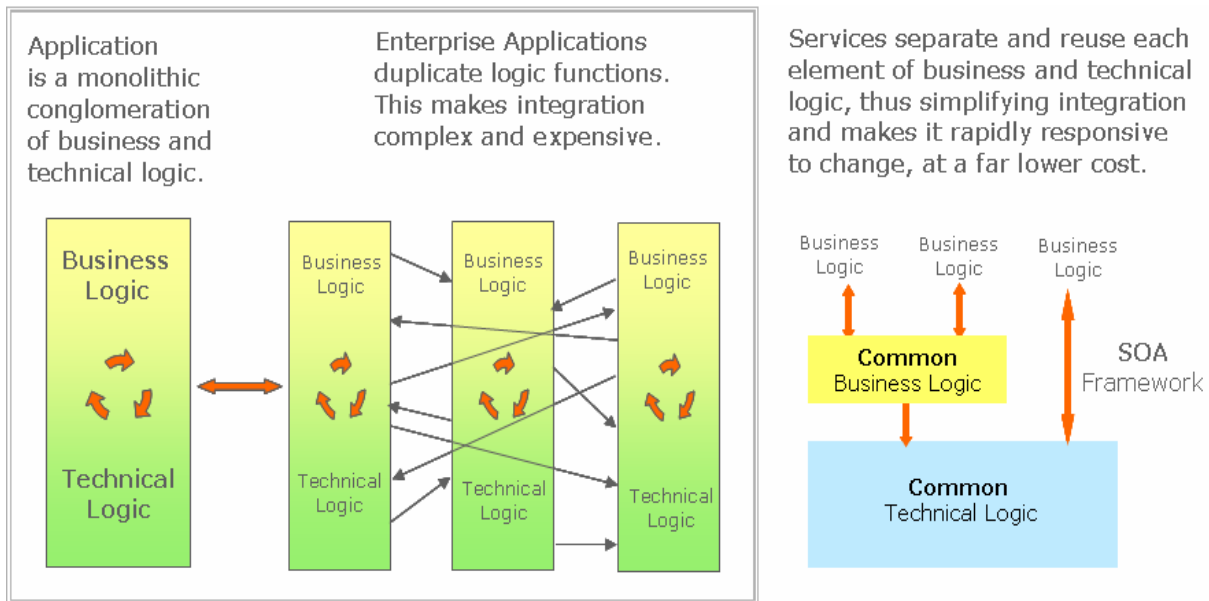 Application
is a monolithic
conglomeration
of business and
technical logic.
Enterprise Applications
duplicate logic functions.
This makes integration
complex and expensive.
Services separate and reuse each
element of business and technical
logic, thus simplifying integration
and makes it rapidly responsive
to change, at a far lower cost.
Business
Logic
Technical
Logic
Business
Logic
Technical
Logic
Business
Logic
Technical
Logic
Business
Logic
Technical
Logic
Business
Logic
Business
Logic
Business
Logic
Common
Business Logic
SOA
Framework
Common
Technical Logic